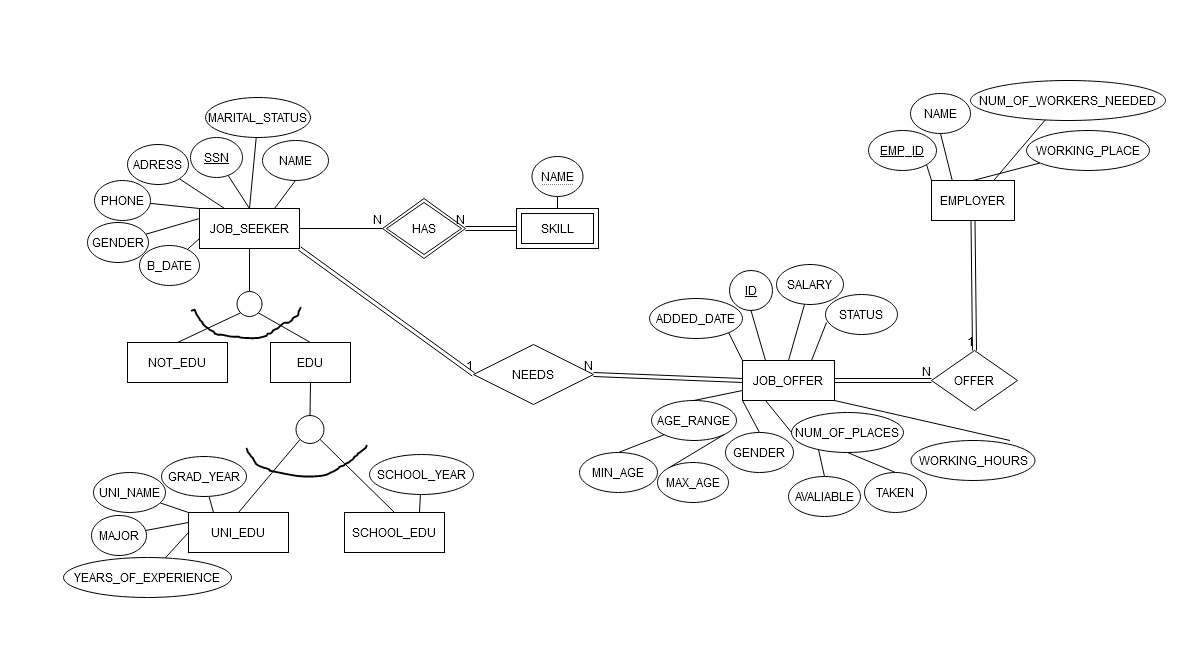 MARITAL_STATUS
ADRESS
SSN
NAME
PHONE
GENDER
B_DATE
JOB_SEEKER
N
HAS
N
NAME
SKILL
NAME
NUM_OF_WORKERS_NEEDED
EMP_ID
WORKING_PLACE
EMPLOYER
NOT_EDU
EDU
1
NEEDS
N
ADDED_DATE
ID
SALARY
STATUS
JOB_OFFER
N
1
OFFER
AGE_RANGE
MIN_AGE
MAX_AGE
GENDER
NUM_OF_PLACES
AVALIABLE
TAKEN
WORKING_HOURS
GRAD_YEAR
UNI_NAME
MAJOR
YEARS_OF_EXPERIENCE
UNI_EDU
SCHOOL_YEAR
SCHOOL_EDU